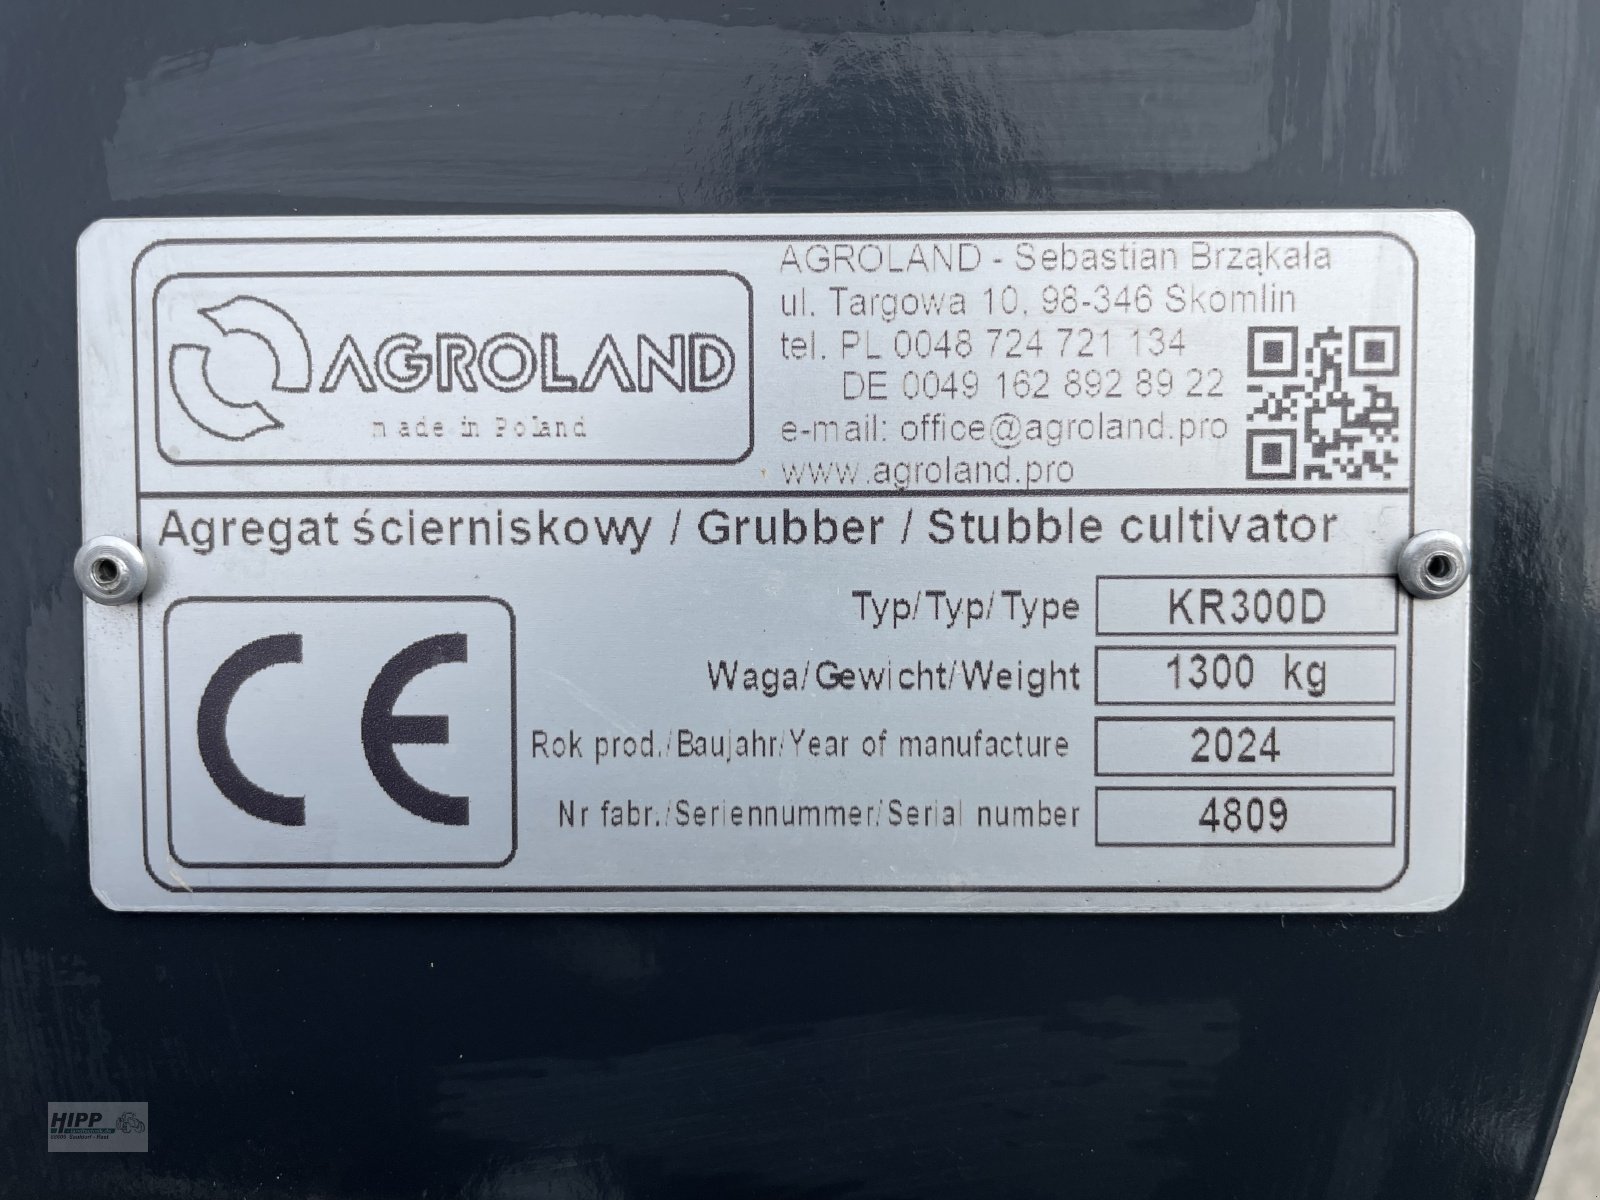 AGROLAND
made in Poland
AGROLAND - Sebastian Brząkała
ul. Targowa 10, 98-346 Skomlin
tel. PL 0048 724 721 134
DE 0049 162 892 89 22
e-mail: office@agroland.pro
www.agroland.pro
Agregat ścierniskowy / Grubber / Stubble cultivator
CE
Typ/Typ/Type KR300D
Waga/Gewicht/Weight 1300 kg
Rok prod./Baujahr/Year of manufacture 2024
Nr fabr./Seriennummer/Serial number 4809
HIPP